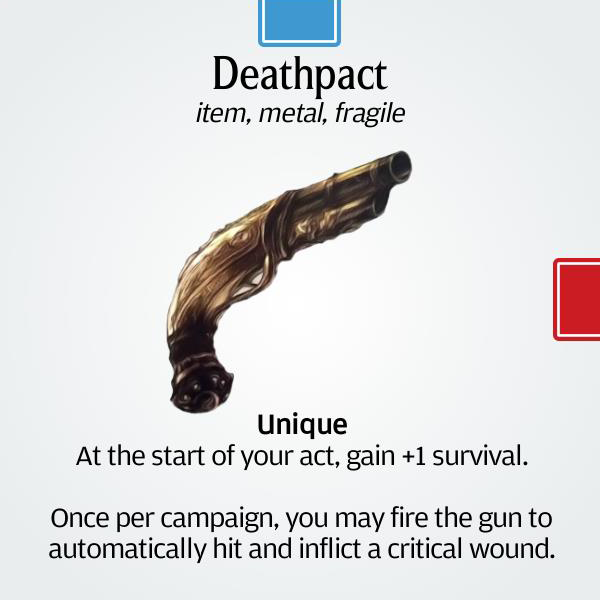 Deathpact
item, metal, fragile
Unique
At the start of your act, gain +1 survival.
Once per campaign, you may fire the gun to
automatically hit and inflict a critical wound.